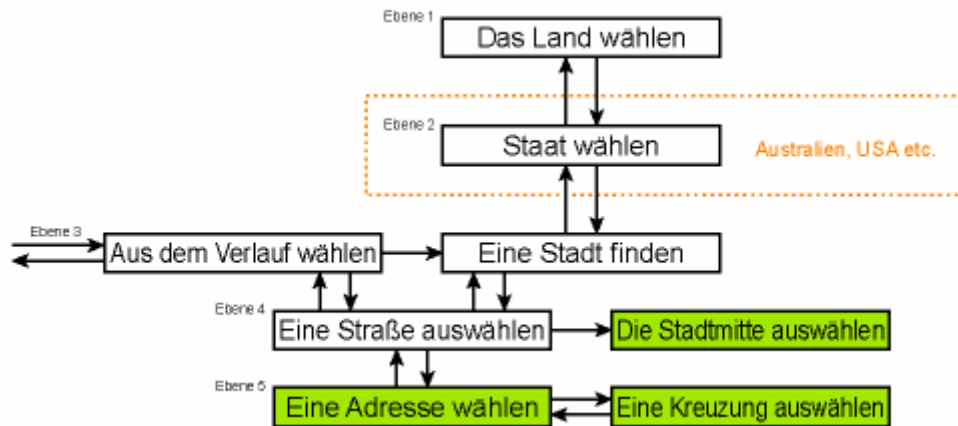 Ebene 1
Das Land wählen
Ebene 2
Staat wählen
Australien, USA etc.
Ebene 3
Aus dem Verlauf wählen
Eine Stadt finden
Ebene 4
Eine Straße auswählen
Die Stadtmitte auswählen
Ebene 5
Eine Adresse wählen
Eine Kreuzung auswählen